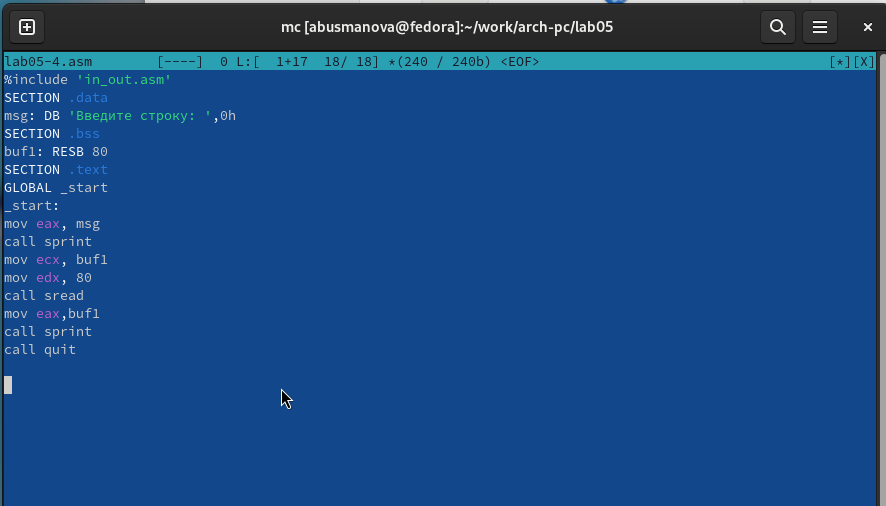 mc [abusmanova@fedora]:~/work/arch-pc/lab05
lab05-4.asm [----] 0 L:[ 1+17 18/ 18] *(240 / 240b) <EOF> [*][X]
%include 'in_out.asm'
SECTION .data
msg: DB 'Введите строку: ',0h
SECTION .bss
buf1: RESB 80
SECTION .text
GLOBAL _start
_start:
mov eax, msg
call sprint
mov ecx, buf1
mov edx, 80
call sread
mov eax,buf1
call sprint
call quit